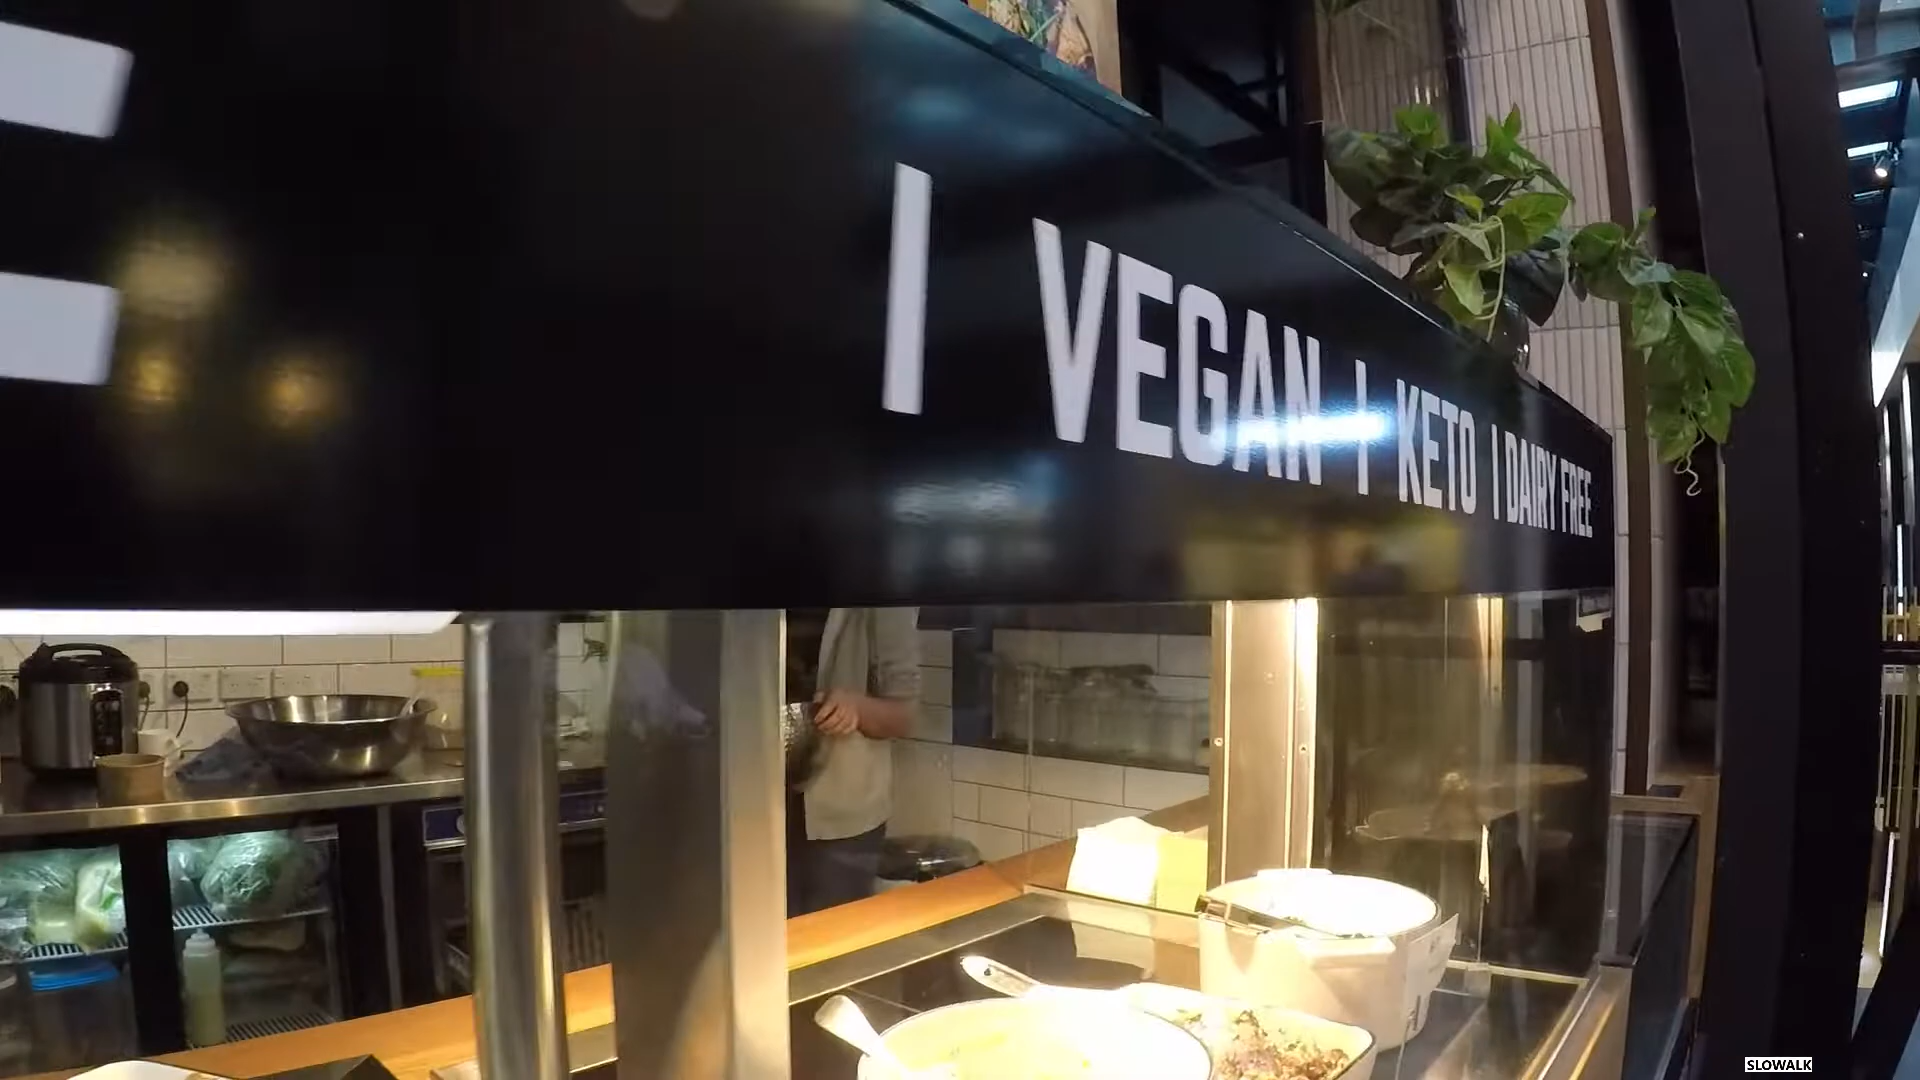 | VEGAN | KETO | DAIRY FREE
SLOWALK